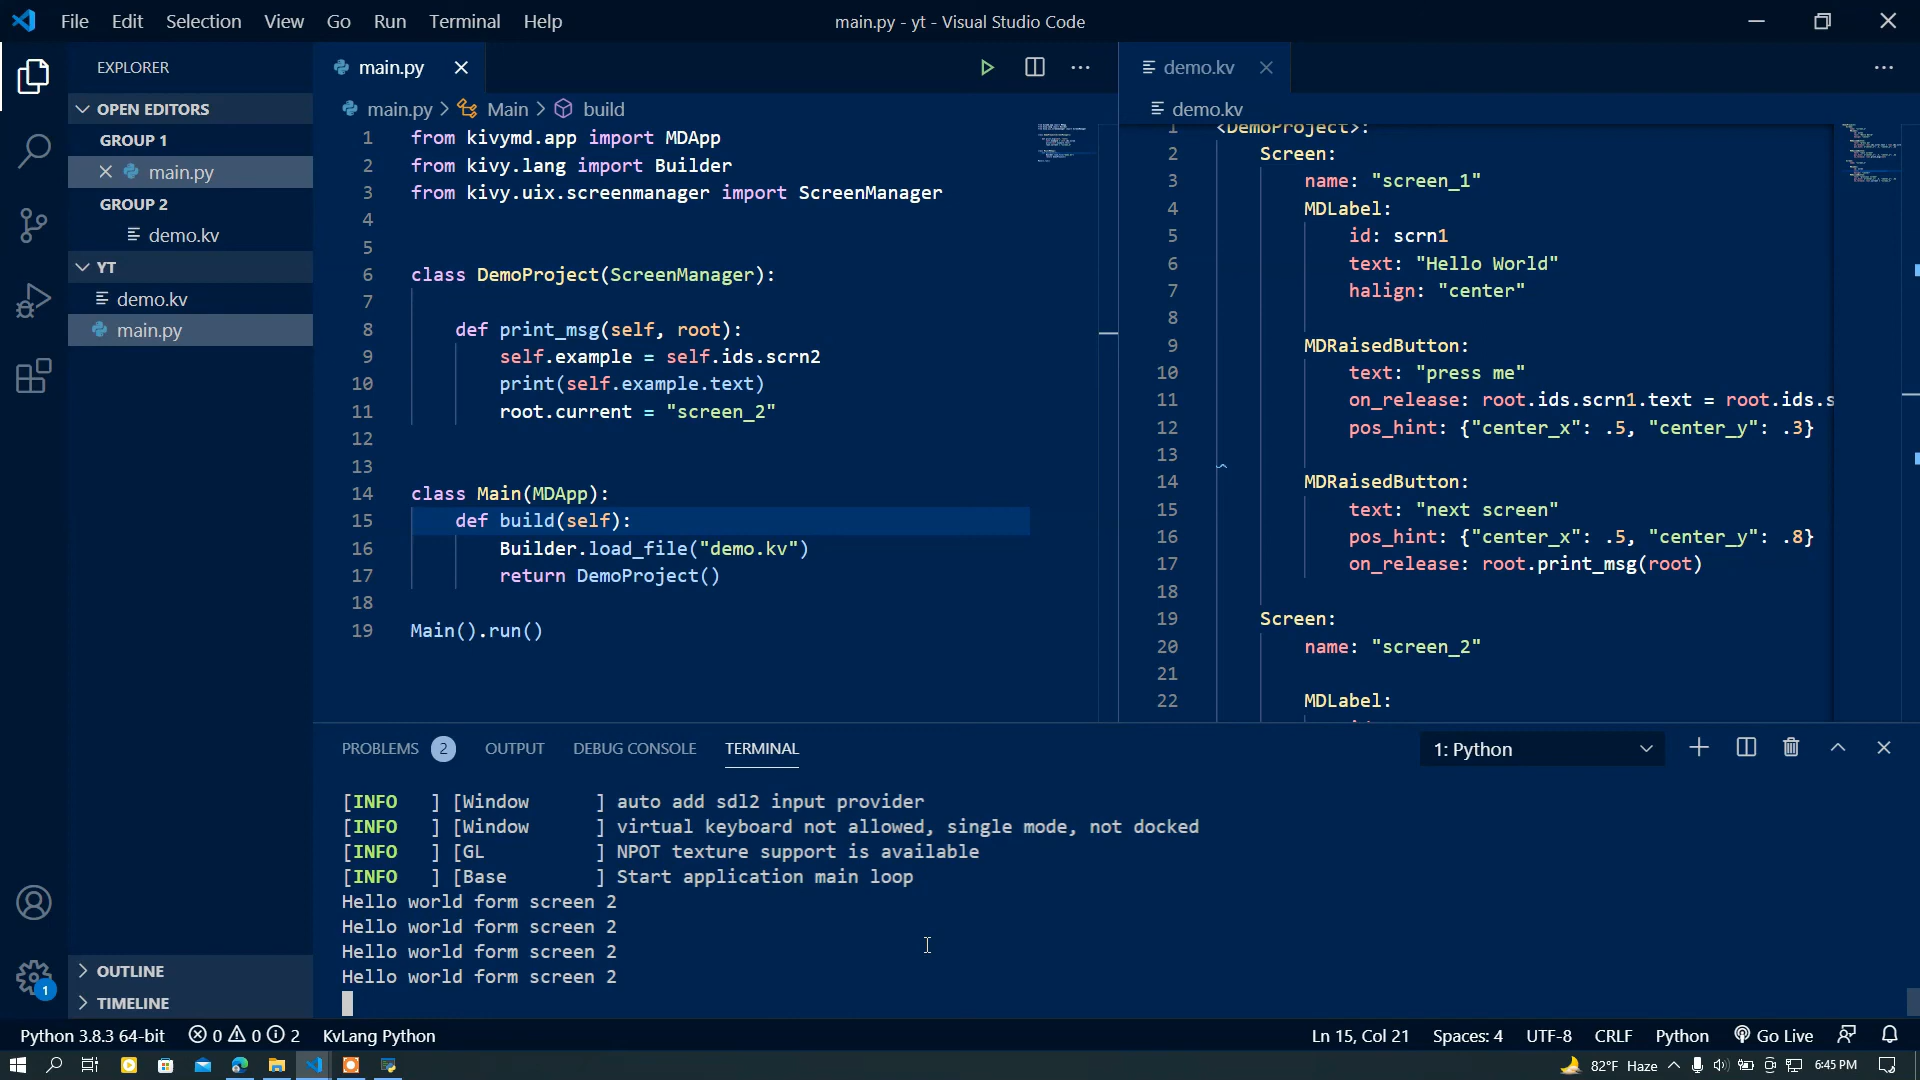 File Edit Selection View Go Run Terminal Help
main.py - yt - Visual Studio Code
EXPLORER
OPEN EDITORS
GROUP 1
main.py
GROUP 2
demo.kv
YT
demo.kv
main.py
OUTLINE
TIMELINE
main.py
main.py > Main > build
1 from kivymd.app import MDApp
2 from kivy.lang import Builder
3 from kivy.uix.screenmanager import ScreenManager
4
5
6 class DemoProject(ScreenManager):
7
8 def print_msg(self, root):
9 self.example = self.ids.scrn2
10 print(self.example.text)
11 root.current = "screen_2"
12
13
14 class Main(MDApp):
15 def build(self):
16 Builder.load_file("demo.kv")
17 return DemoProject()
18
19 Main().run()
demo.kv
demo.kv
1 <DemoProject>:
2 Screen:
3 name: "screen_1"
4 MDLabel:
5 id: scrn1
6 text: "Hello World"
7 halign: "center"
8
9 MDRaisedButton:
10 text: "press me"
11 on_release: root.ids.scrn1.text = root.ids.s
12 pos_hint: {"center_x": .5, "center_y": .3}
13
14 MDRaisedButton:
15 text: "next screen"
16 pos_hint: {"center_x": .5, "center_y": .8}
17 on_release: root.print_msg(root)
18
19 Screen:
20 name: "screen_2"
21
22 MDLabel:
PROBLEMS 2 OUTPUT DEBUG CONSOLE TERMINAL
1: Python
[INFO ] [Window ] auto add sdl2 input provider
[INFO ] [Window ] virtual keyboard not allowed, single mode, not docked
[INFO ] [GL ] NPOT texture support is available
[INFO ] [Base ] Start application main loop
Hello world form screen 2
Hello world form screen 2
Hello world form screen 2
Hello world form screen 2
1
Python 3.8.3 64-bit 0 0 2 KvLang Python
Ln 15, Col 21 Spaces: 4 UTF-8 CRLF Python Go Live
82°F Haze 6:45 PM